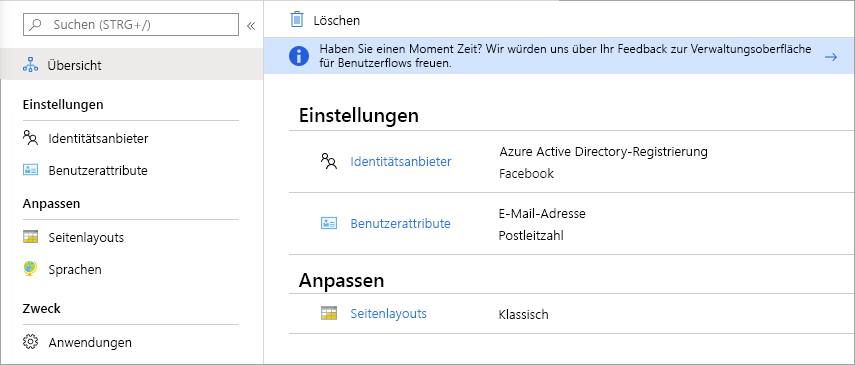 Suchen (STRG+/)
«
Übersicht
Einstellungen
Identitätsanbieter
Benutzerattribute
Anpassen
Seitenlayouts
Sprachen
Zweck
Anwendungen
Löschen
Haben Sie einen Moment Zeit? Wir würden uns über Ihr Feedback zur Verwaltungsoberfläche
für Benutzerflows freuen.
Einstellungen
Identitätsanbieter
Azure Active Directory-Registrierung
Facebook
Benutzerattribute
E-Mail-Adresse
Postleitzahl
Anpassen
Seitenlayouts
Klassisch